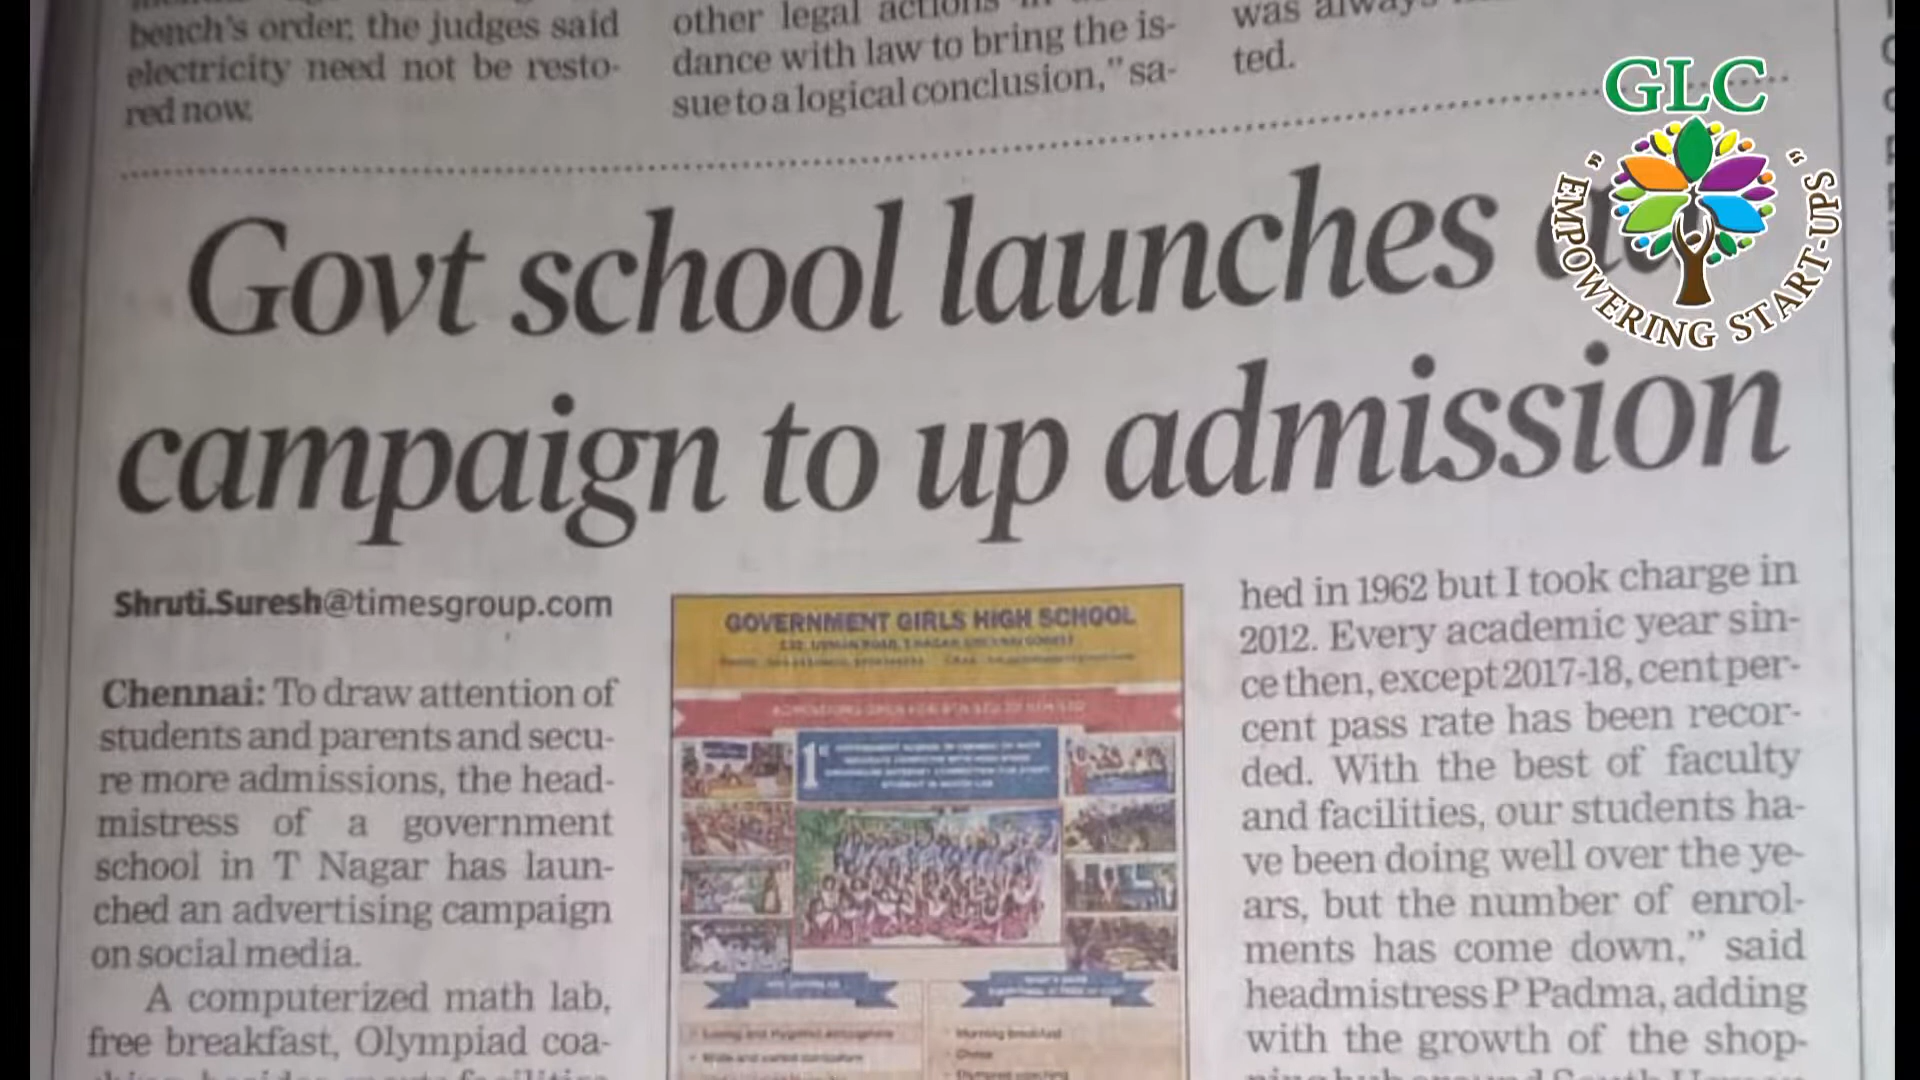 bench's order, the judges said
electricity need not be resto-
red now.
other legal actions in
dance with law to bring the is-
sue to a logical conclusion," sa-
was always
ted.
GLC
"EMPOWERING START-UPS"
Govt school launches
campaign to up admission
Shruti.Suresh@timesgroup.com
Chennai: To draw attention of
students and parents and secu-
re more admissions, the head-
mistress of a government
school in T Nagar has laun-
ched an advertising campaign
on social media.
A computerized math lab,
free breakfast, Olympiad coa-
GOVERNMENT GIRLS HIGH SCHOOL
1
Morning breakfast
Chess
hed in 1962 but I took charge in
2012. Every academic year sin-
ce then, except 2017-18, cent per-
cent pass rate has been recor-
ded. With the best of faculty
and facilities, our students ha-
ve been doing well over the ye-
ars, but the number of enrol-
ments has come down," said
headmistress P Padma, adding
with the growth of the shop-